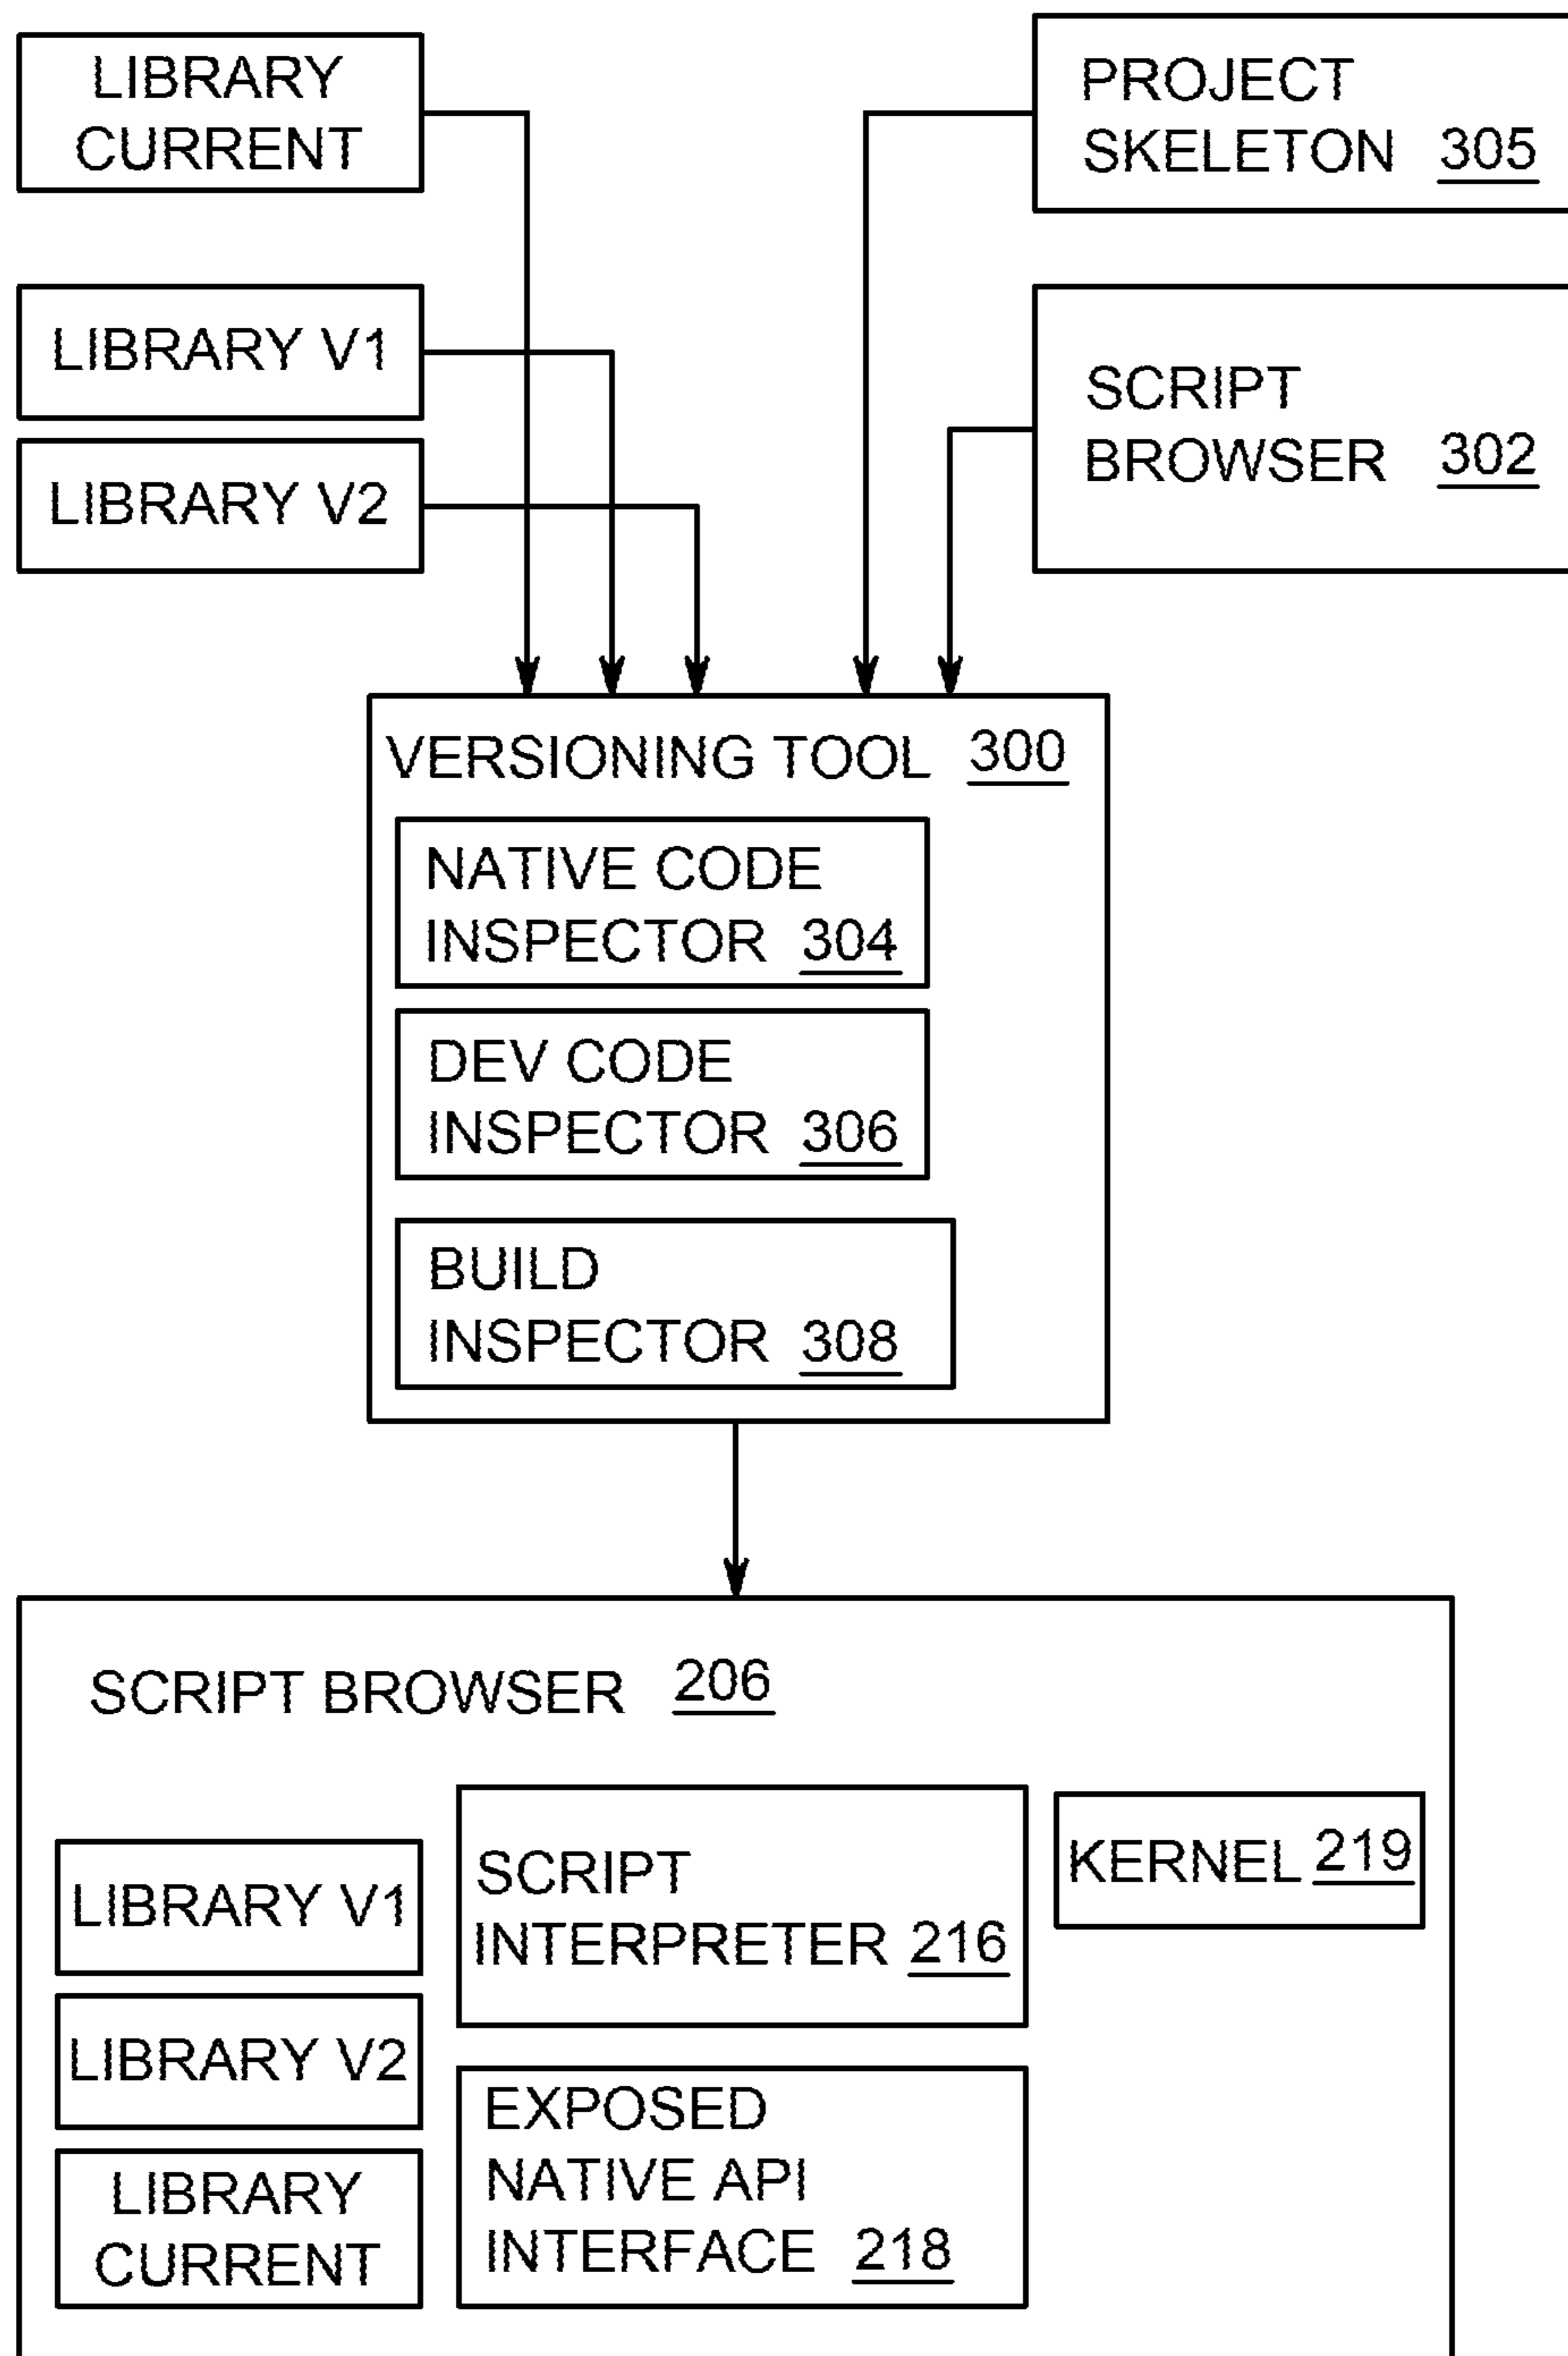 LIBRARY
CURRENT
PROJECT
SKELETON 305
LIBRARY V1
LIBRARY V2
SCRIPT
BROWSER 302
VERSIONING TOOL 300
NATIVE CODE
INSPECTOR 304
DEV CODE
INSPECTOR 306
BUILD
INSPECTOR 308
SCRIPT BROWSER 206
LIBRARY V1
LIBRARY V2
LIBRARY
CURRENT
SCRIPT
INTERPRETER 216
EXPOSED
NATIVE API
INTERFACE 218
KERNEL 219